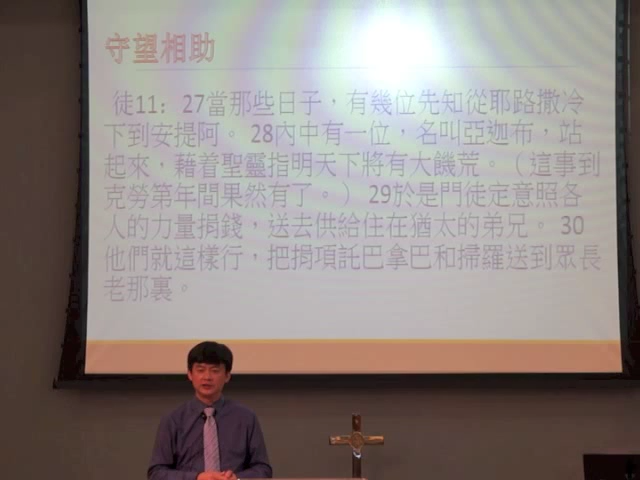 守望相助
徒11：27當那些日子，有幾位先知從耶路撒冷
下到安提阿。 28內中有一位，名叫亞迦布，站
起來，藉着聖靈指明天下將有大饑荒。（這事到
克勞第年間果然有了。）29於是門徒定意照各
人的力量捐錢，送去供給住在猶太的弟兄。 30
他們就這樣行，把捐項託巴拿巴和掃羅送到眾長
老那裏。